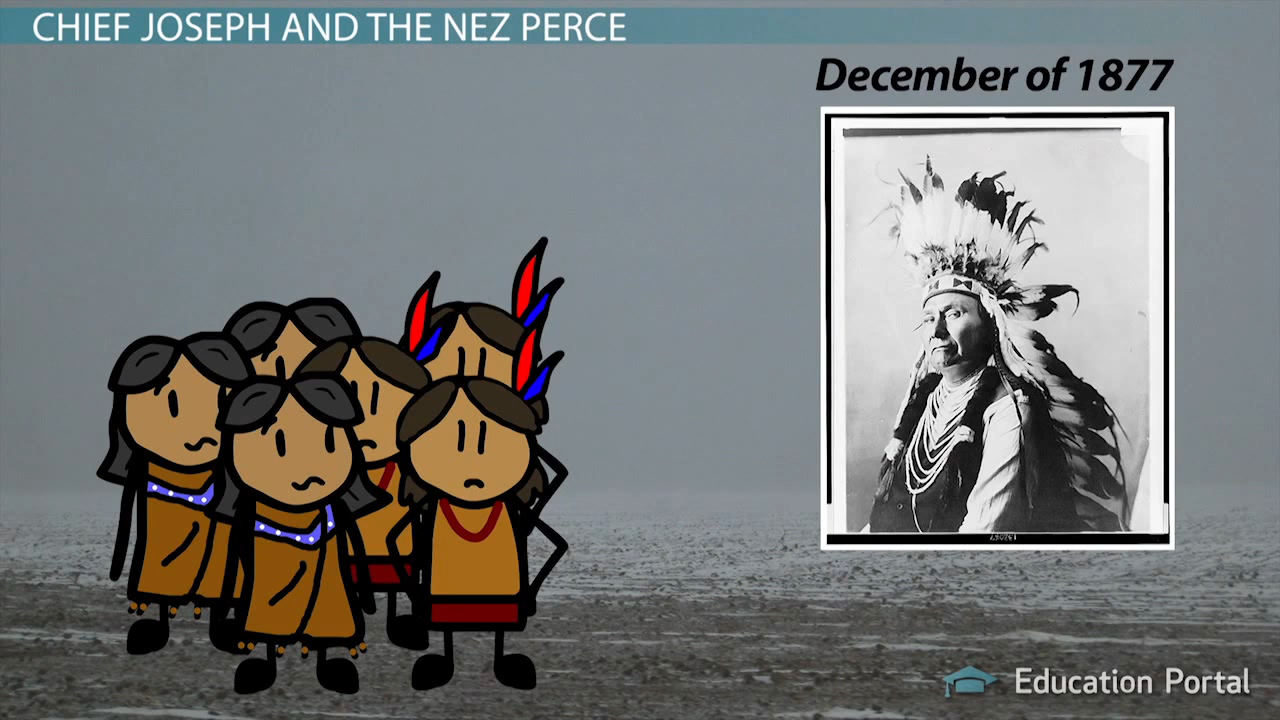 CHIEF JOSEPH AND THE NEZ PERCE
December of 1877
Education Portal